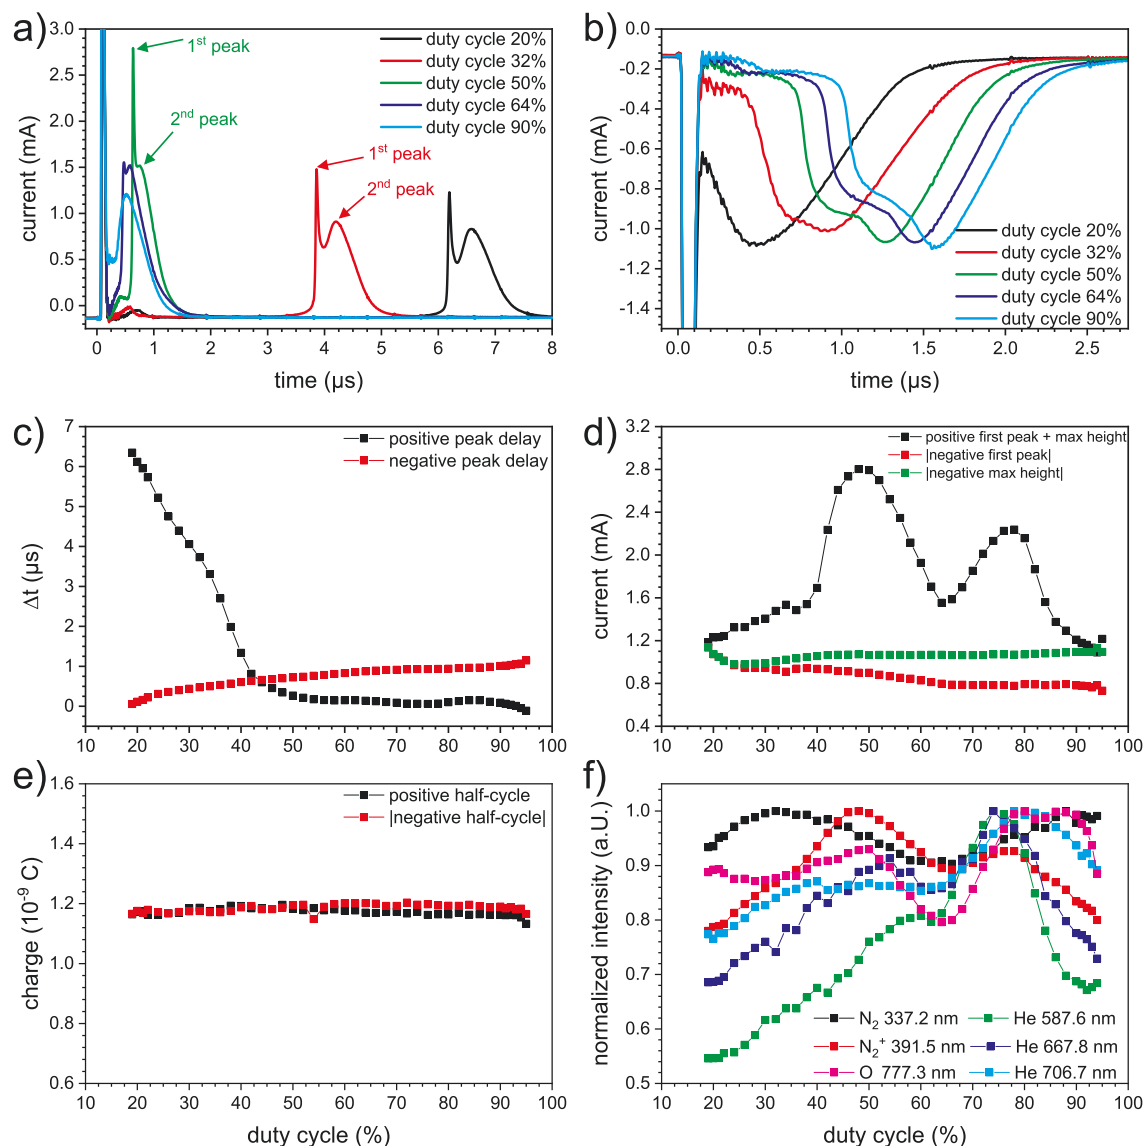 a)
3.0
2.5
2.0
1.5
1.0
0.5
0.0
current (mA)
1st peak
2nd peak
1st peak
2nd peak
duty cycle 20%
duty cycle 32%
duty cycle 50%
duty cycle 64%
duty cycle 90%
0 1 2 3 4 5 6 7 8
time (µs)
b)
0.0
-0.2
-0.4
-0.6
-0.8
-1.0
-1.2
-1.4
current (mA)
duty cycle 20%
duty cycle 32%
duty cycle 50%
duty cycle 64%
duty cycle 90%
0.0 0.5 1.0 1.5 2.0 2.5
time (µs)
c)
7
6
5
4
3
2
1
0
Δt (µs)
positive peak delay
negative peak delay
10 20 30 40 50 60 70 80 90 100
d)
3.2
2.8
2.4
2.0
1.6
1.2
0.8
0.4
current (mA)
positive first peak + max height
|negative first peak|
|negative max height|
10 20 30 40 50 60 70 80 90 100
e)
1.6
1.4
1.2
1.0
0.8
0.6
charge (10-9 C)
positive half-cycle
|negative half-cycle|
10 20 30 40 50 60 70 80 90 100
duty cycle (%)
f)
1.0
0.9
0.8
0.7
0.6
0.5
normalized intensity (a.U.)
N2 337.2 nm
N2+ 391.5 nm
O 777.3 nm
He 587.6 nm
He 667.8 nm
He 706.7 nm
10 20 30 40 50 60 70 80 90 100
duty cycle (%)